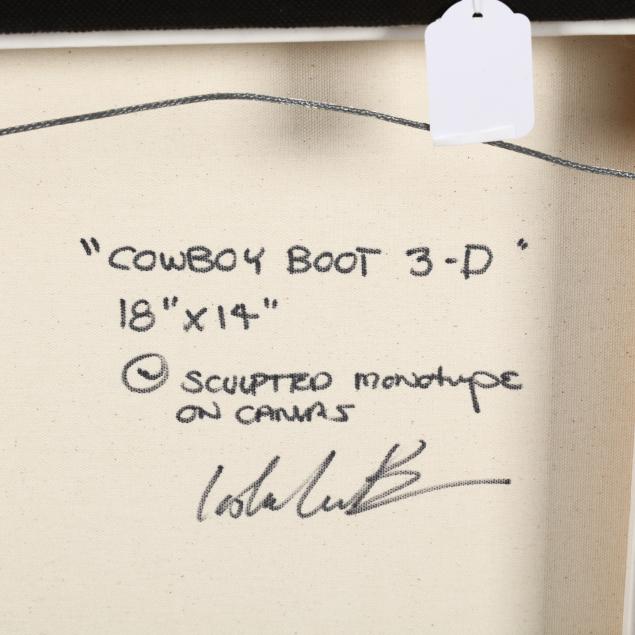 "COWBOY BOOT 3-D"
18"x14"
© SCULPTED MONOTYPE
ON CANVAS